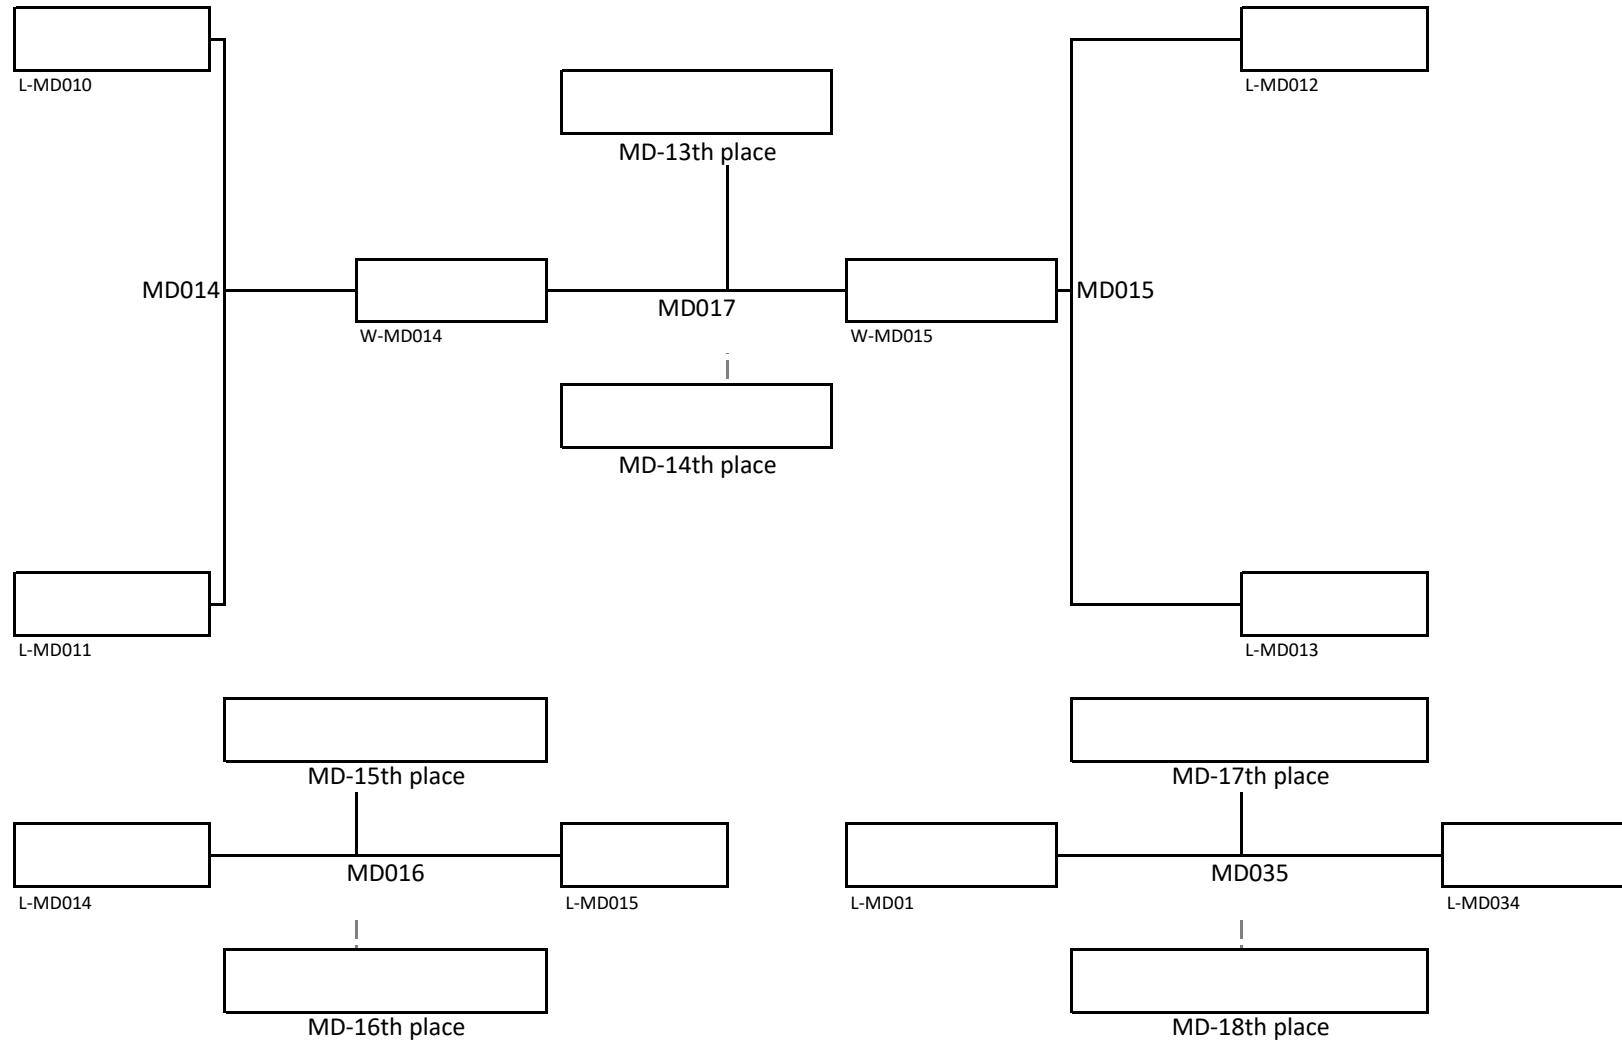 L-MD010
L-MD012
MD-13th place
MD014
MD017
MD015
W-MD014
W-MD015
MD-14th place
L-MD011
L-MD013
MD-15th place
MD-17th place
MD016
MD035
L-MD014
L-MD015
L-MD01
L-MD034
MD-16th place
MD-18th place